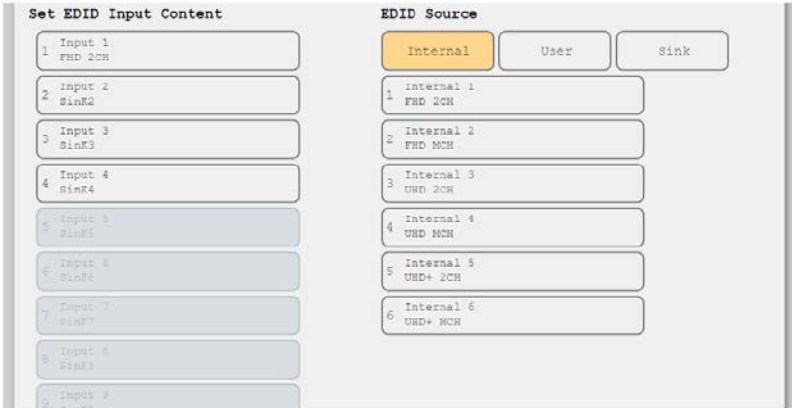 Set EDID Input Content
1 Input 1
FHD 2CH
2 Input 2
SinK2
3 Input 3
SinK3
4 Input 4
SinK4
5 Input 5
SinK5
6 Input 6
SinK6
7 Input 7
SinK7
8 Input 8
SinK8
9 Input 9
EDID Source
Internal User Sink
1 Internal 1
FHD 2CH
2 Internal 2
FHD MCH
3 Internal 3
UHD 2CH
4 Internal 4
UHD MCH
5 Internal 5
UHD+ 2CH
6 Internal 6
UHD+ MCH